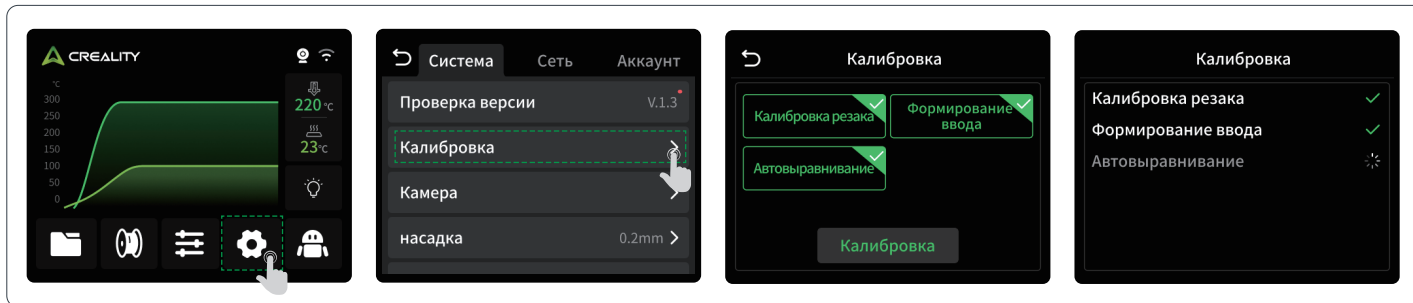 CREALITY
°C
300
250
200
150
100
50
0
220 °C
23°C
Система Сеть Аккаунт
Проверка версии V.1.3
Калибровка
Камера
насадка 0.2mm
Калибровка
Калибровка резака
Формирование
ввода
Автовыравнивание
Калибровка
Калибровка
Калибровка резака
Формирование ввода
Автовыравнивание